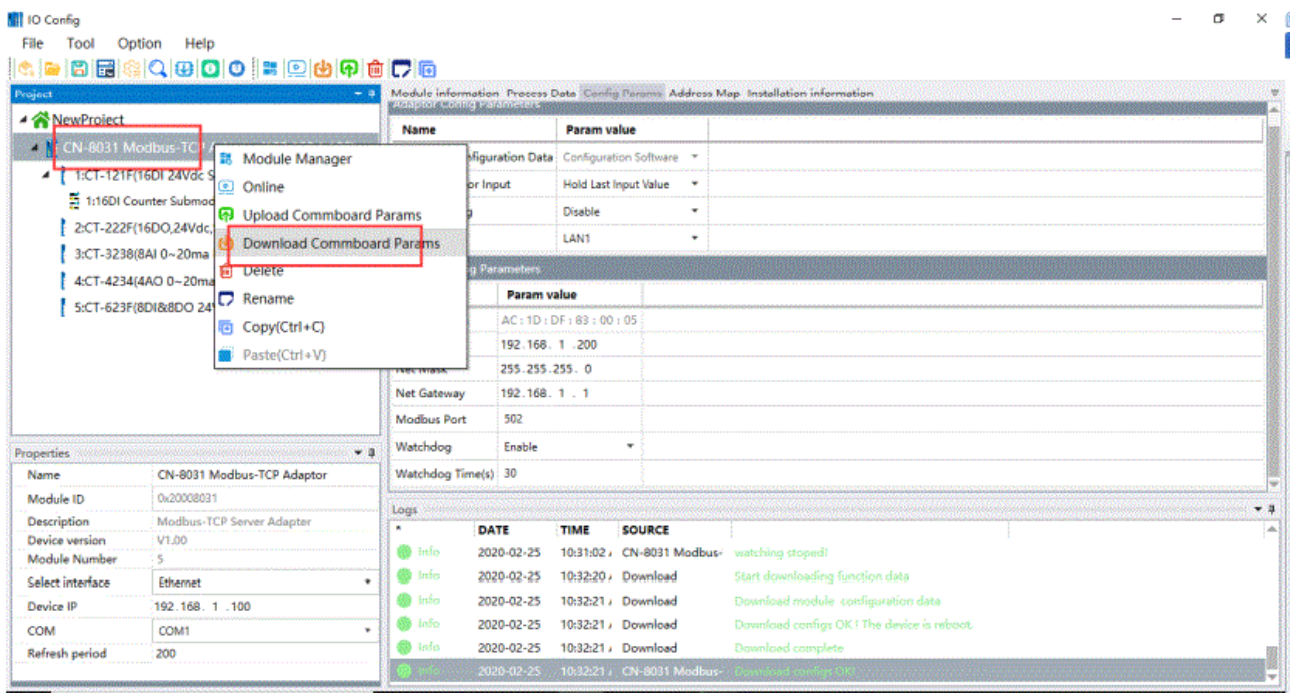 IO Config
File Tool Option Help
Project
NewProject
CN-8031 Modbus-TCP
1:CT-121F(16DI 24Vdc S
1:16DI Counter Submod
2:CT-222F(16DO,24Vdc,
3:CT-3238(8AI 0~20ma
4:CT-4234(4AO 0~20ma
5:CT-623F(8DI&8DO 24
Module Manager
Online
Upload Commboard Params
Download Commboard Params
Delete
Rename
Copy(Ctrl+C)
Paste(Ctrl+V)
Module information Process Data Config Params Address Map Installation information
Adaptor Config Parameters
Name Param value
figuration Data Configuration Software
or Input Hold Last Input Value
g Disable
LAN1
g Parameters
Param value
AC:1D:DF:83:00:05
192.168. 1 .200
Net Mask 255.255.255. 0
Net Gateway 192.168. 1 . 1
Modbus Port 502
Watchdog Enable
Watchdog Time(s) 30
Properties
Name CN-8031 Modbus-TCP Adaptor
Module ID 0x20008031
Description Modbus-TCP Server Adapter
Device version V1.00
Module Number 5
Select interface Ethernet
Device IP 192.168. 1 .100
COM COM1
Refresh period 200
Logs
* DATE TIME SOURCE
Info 2020-02-25 10:31:02 CN-8031 Modbus- watching stoped!
Info 2020-02-25 10:32:20 Download Start downloading function data
Info 2020-02-25 10:32:21 Download Download module configuration data
Info 2020-02-25 10:32:21 Download Download configs OK ! The device is reboot.
Info 2020-02-25 10:32:21 Download Download complete
Info 2020-02-25 10:32:21 CN-8031 Modbus- Download configs OK!